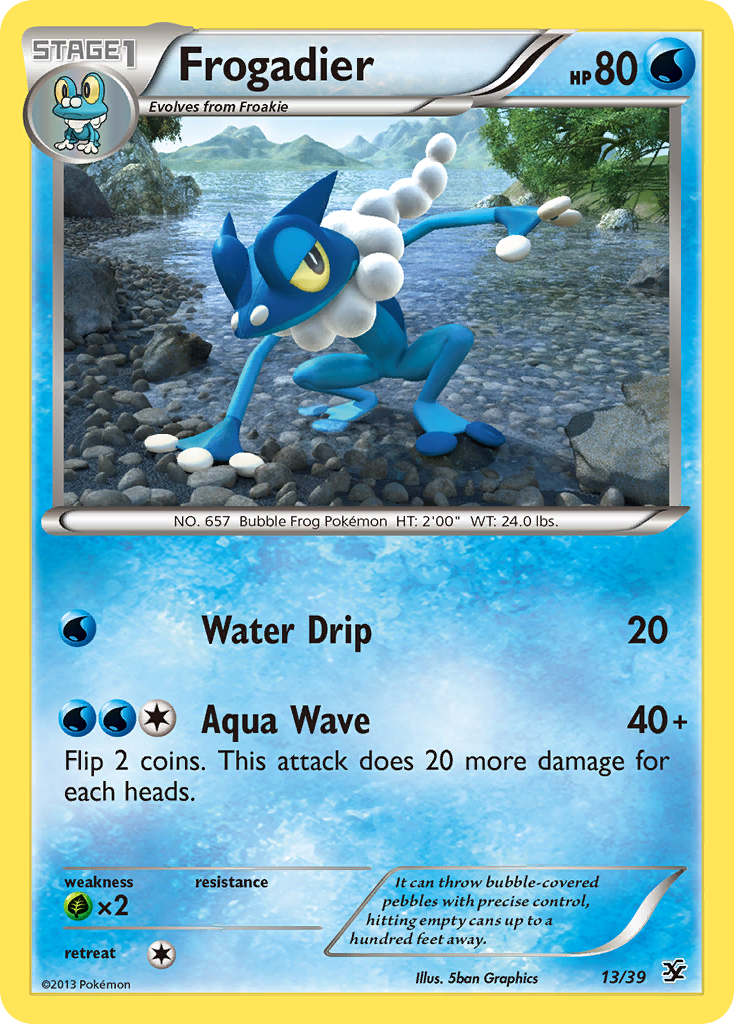 STAGE1
Frogadier
HP 80
Evolves from Froakie
NO. 657 Bubble Frog Pokémon HT: 2'00" WT: 24.0 lbs.
Water Drip 20
Aqua Wave 40+
Flip 2 coins. This attack does 20 more damage for
each heads.
weakness resistance
×2
retreat
It can throw bubble-covered
pebbles with precise control,
hitting empty cans up to a
hundred feet away.
©2013 Pokémon
Illus. 5ban Graphics
13/39